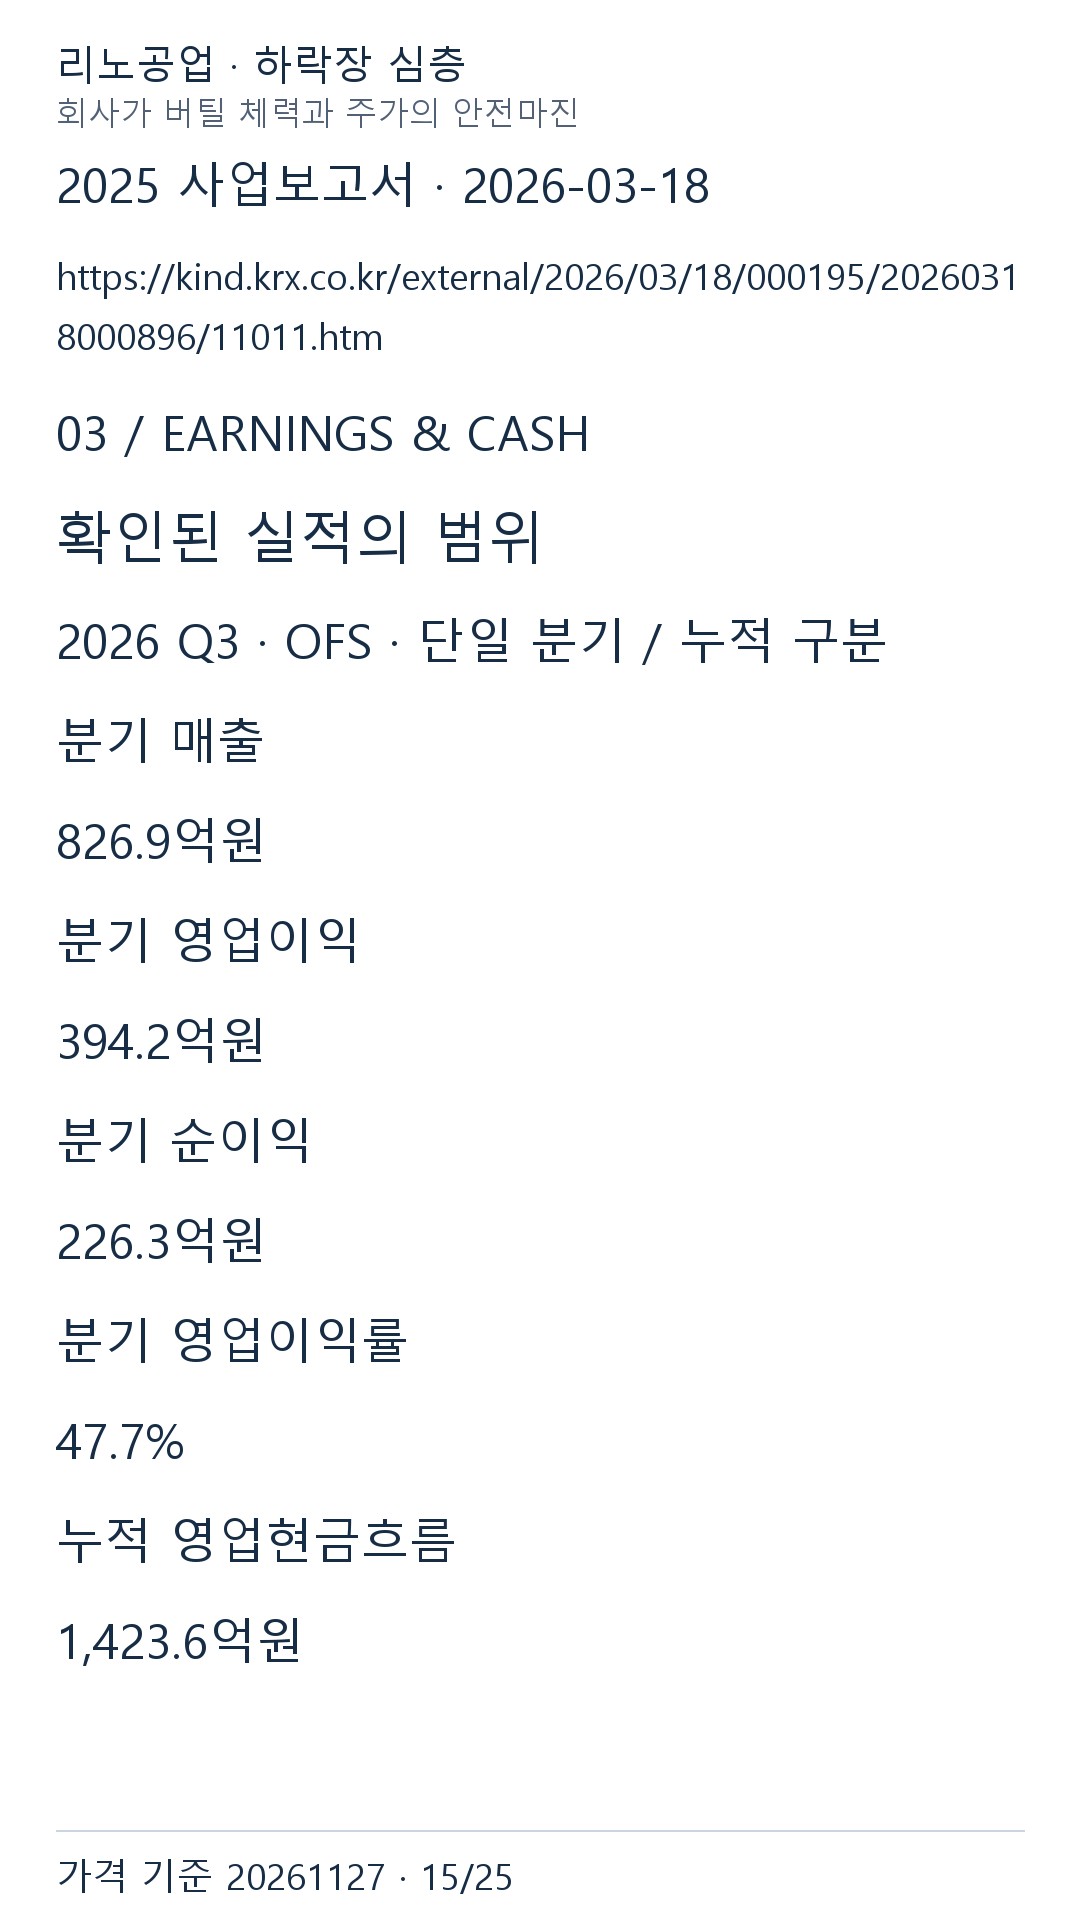 리노공업 · 하락장 심층
회사가 버틸 체력과 주가의 안전마진
2025 사업보고서 · 2026-03-18
https://kind.krx.co.kr/external/2026/03/18/000195/2026031
8000896/11011.htm
03 / EARNINGS & CASH
확인된 실적의 범위
2026 Q3 · OFS · 단일 분기 / 누적 구분
분기 매출
826.9억원
분기 영업이익
394.2억원
분기 순이익
226.3억원
분기 영업이익률
47.7%
누적 영업현금흐름
1,423.6억원
가격 기준 20261127 · 15/25